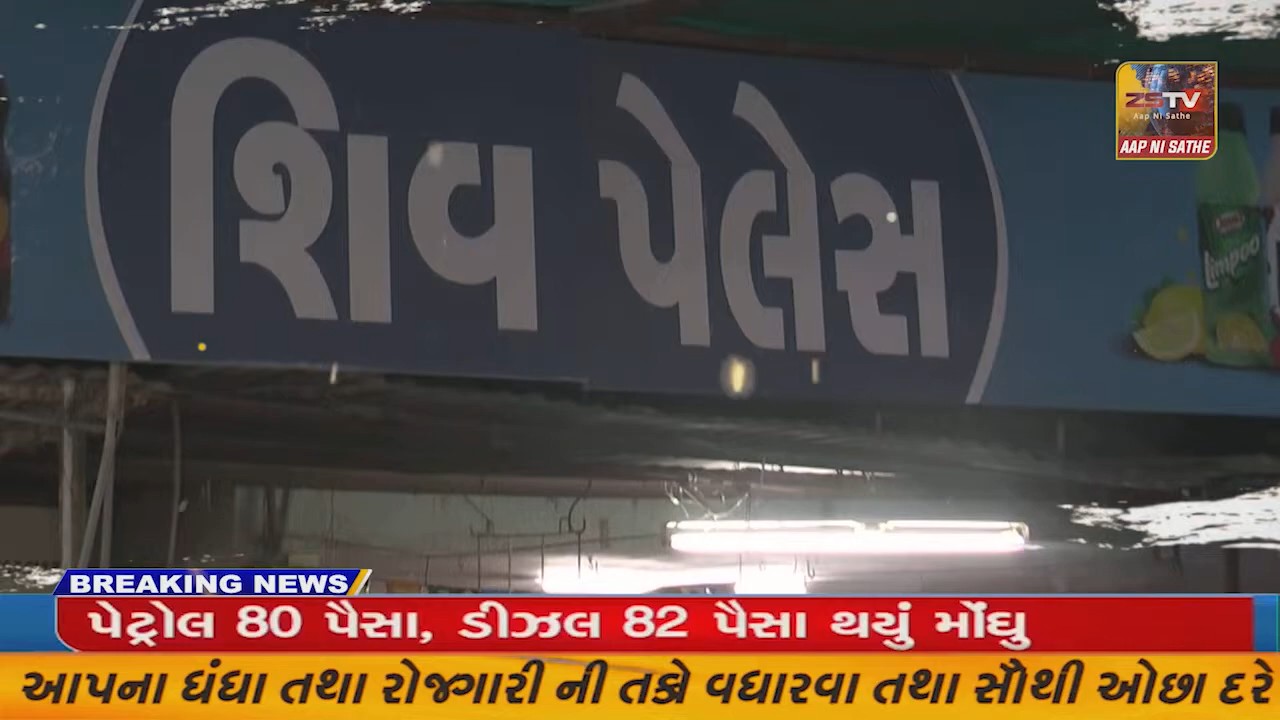 શિવ પેલેસ
ZSTV
Aap Ni Sathe
AAP NI SATHE
Limpoo
BREAKING NEWS
પેટ્રોલ 80 પૈસા, ડીઝલ 82 પૈસા થયું મોંઘુ
આપના ધંધા તથા રોજગારી ની તકો વધારવા તથા સૌથી ઓછા દરે